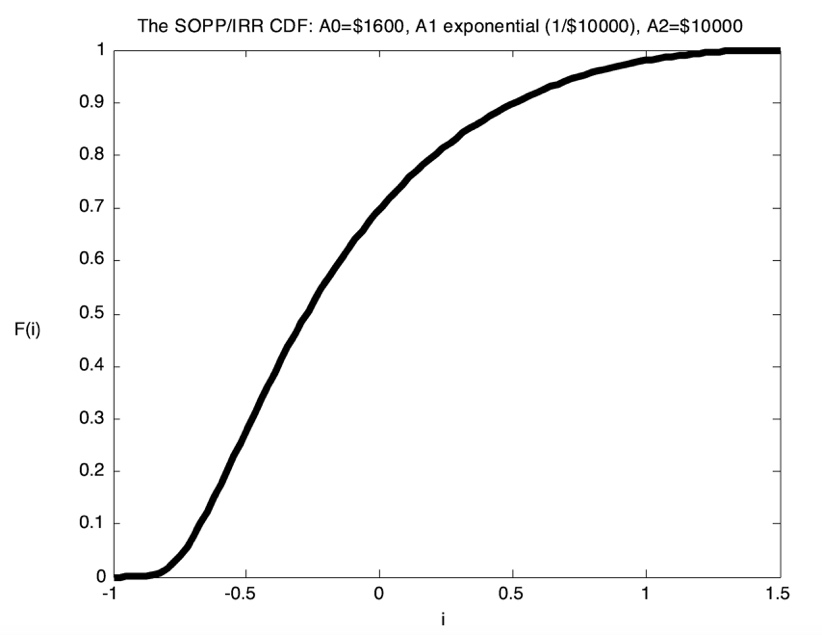 The SOPP/IRR CDF: A0=$1600, A1 exponential (1/$10000), A2=$10000
1
0.9
0.8
0.7
0.6
0.5
F(i)
0.4
0.3
0.2
0.1
0
-1 -0.5 0 0.5 1 1.5
i